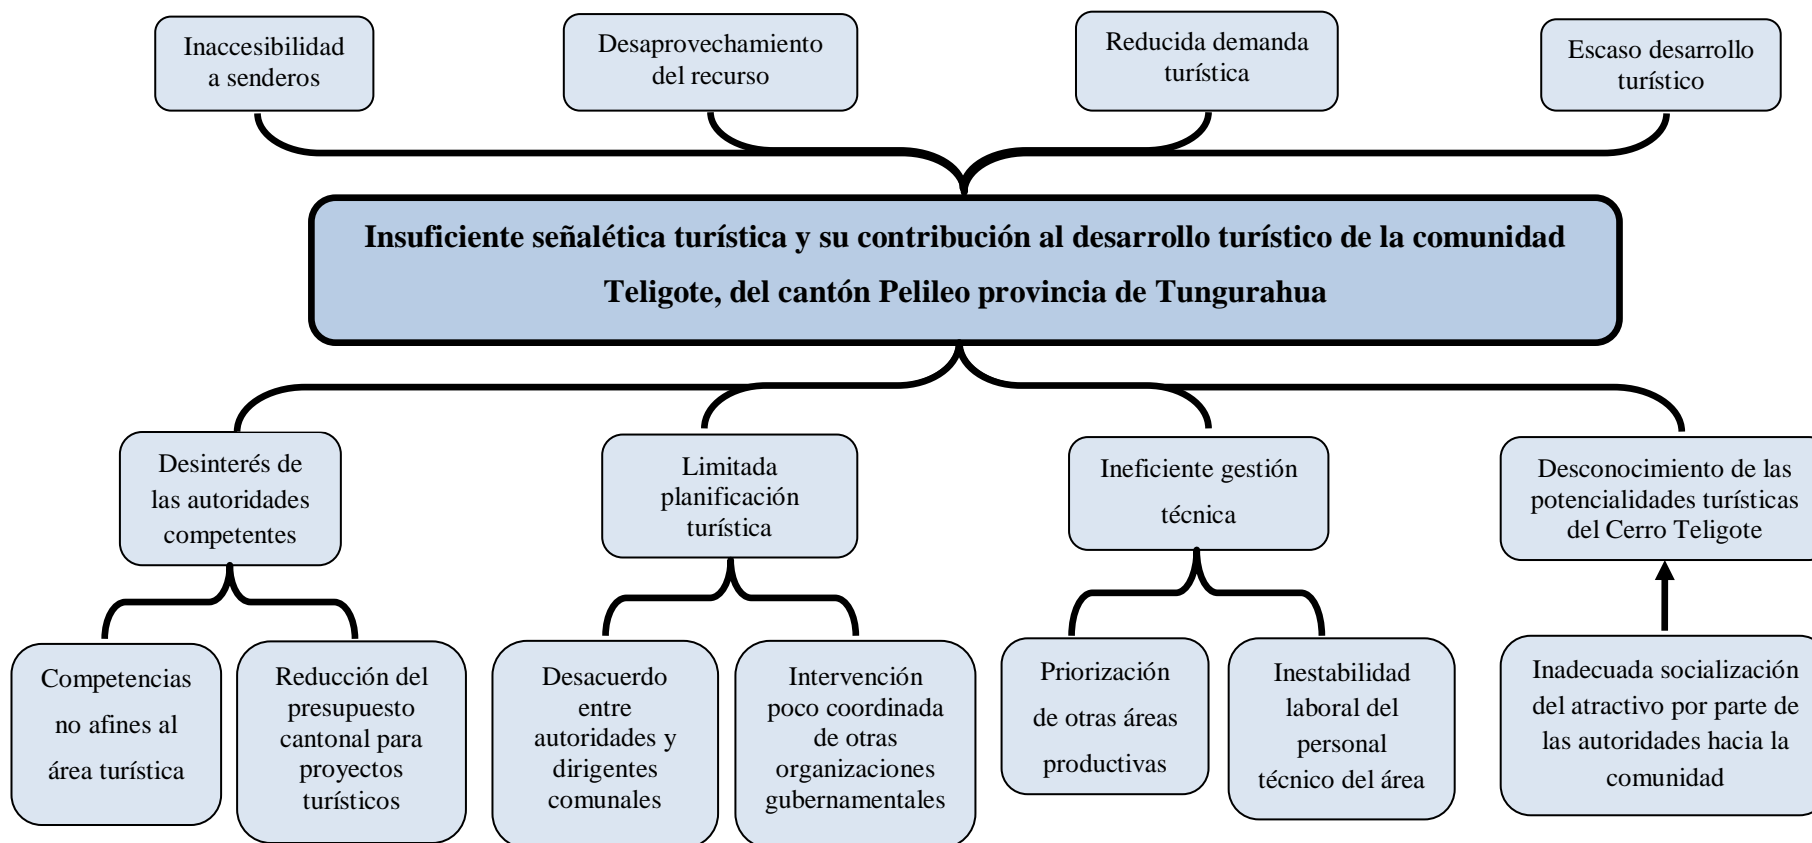 Inaccesibilidad
a senderos
Desaprovechamiento
del recurso
Reducida demanda
turística
Escaso desarrollo
turístico
Insuficiente señalética turística y su contribución al desarrollo turístico de la comunidad
Teligote, del cantón Pelileo provincia de Tungurahua
Desinterés de
las autoridades
competentes
Limitada
planificación
turística
Ineficiente gestión
técnica
Desconocimiento de las
potencialidades turísticas
del Cerro Teligote
Competencias
no afines al
área turística
Reducción del
presupuesto
cantonal para
proyectos
turísticos
Desacuerdo
entre
autoridades y
dirigentes
comunales
Intervención
poco coordinada
de otras
organizaciones
gubernamentales
Priorización
de otras áreas
productivas
Inestabilidad
laboral del
personal
técnico del área
Inadecuada socialización
del atractivo por parte de
las autoridades hacia la
comunidad